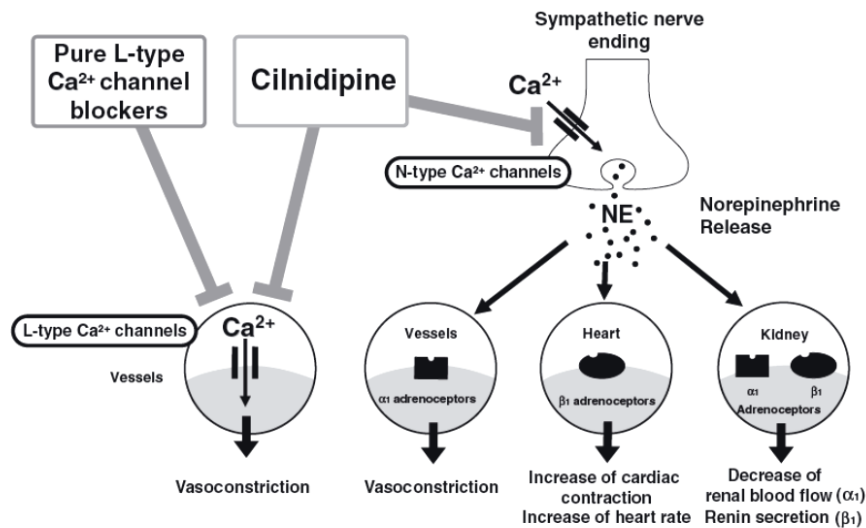 Sympathetic nerve
ending
Pure L-type
Ca²⁺ channel
blockers
Cilnidipine
Ca²⁺
N-type Ca²⁺ channels
NE
Norepinephrine
Release
L-type Ca²⁺ channels
Ca²⁺
Vessels
Vasoconstriction
Vessels
α₁ adrenoceptors
Vasoconstriction
Heart
β₁ adrenoceptors
Increase of cardiac
contraction
Increase of heart rate
Kidney
α₁ β₁
Adrenoceptors
Decrease of
renal blood flow (α₁)
Renin secretion (β₁)